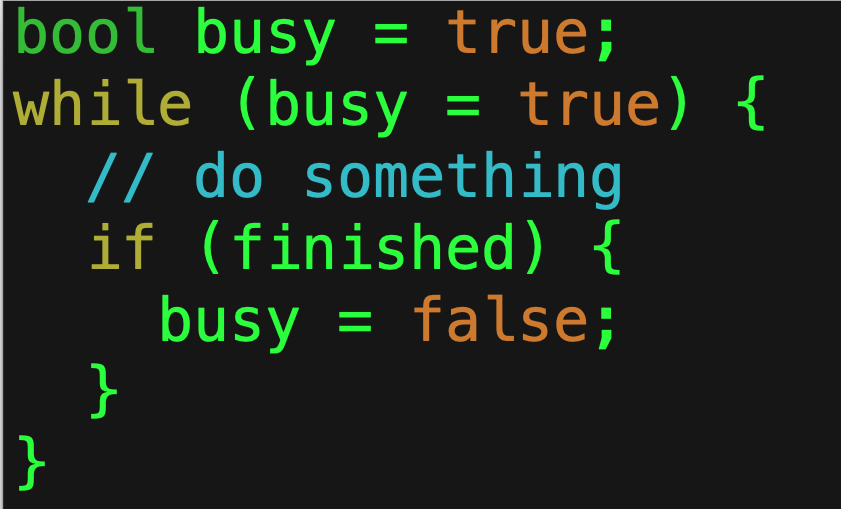 bool busy = true;
while (busy = true) {
  // do something
  if (finished) {
    busy = false;
  }
}